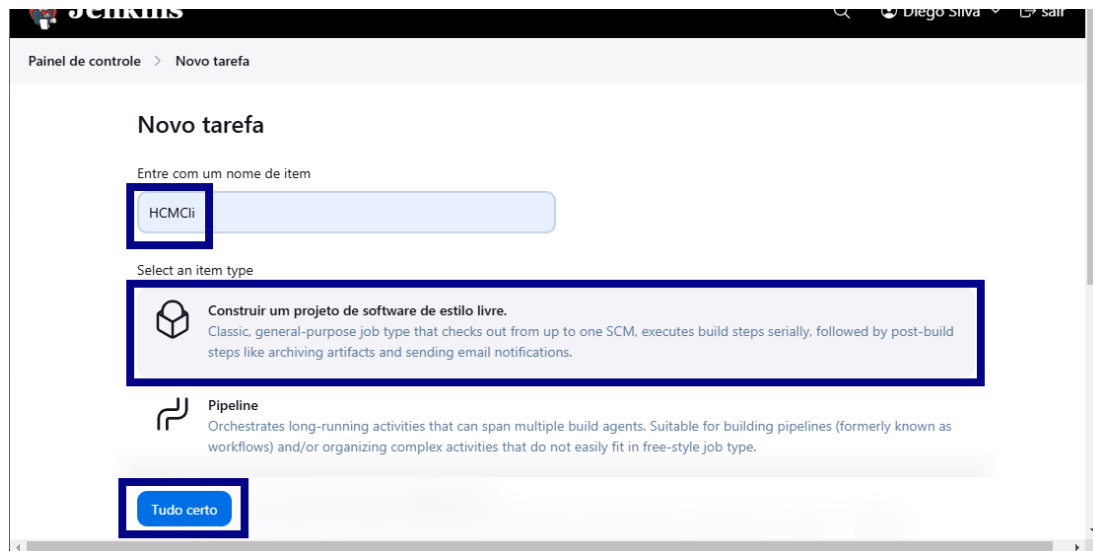 Jenkins
Diego Silva
sair
Painel de controle > Novo tarefa
Novo tarefa
Entre com um nome de item
HCMCli
Select an item type
Construir um projeto de software de estilo livre.
Classic, general-purpose job type that checks out from up to one SCM, executes build steps serially, followed by post-build
steps like archiving artifacts and sending email notifications.
Pipeline
Orchestrates long-running activities that can span multiple build agents. Suitable for building pipelines (formerly known as
workflows) and/or organizing complex activities that do not easily fit in free-style job type.
Tudo certo